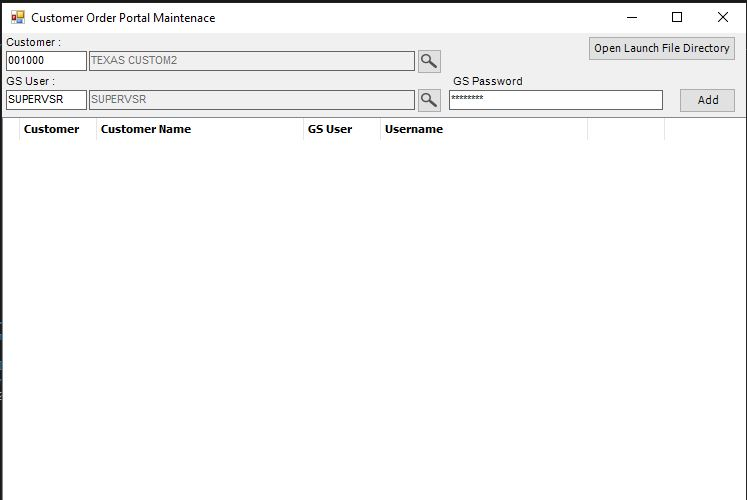 Customer Order Portal Maintenace
Customer :
Open Launch File Directory
001000 TEXAS CUSTOM2
GS User : GS Password
SUPERVSR SUPERVSR ******** Add
Customer Customer Name GS User Username